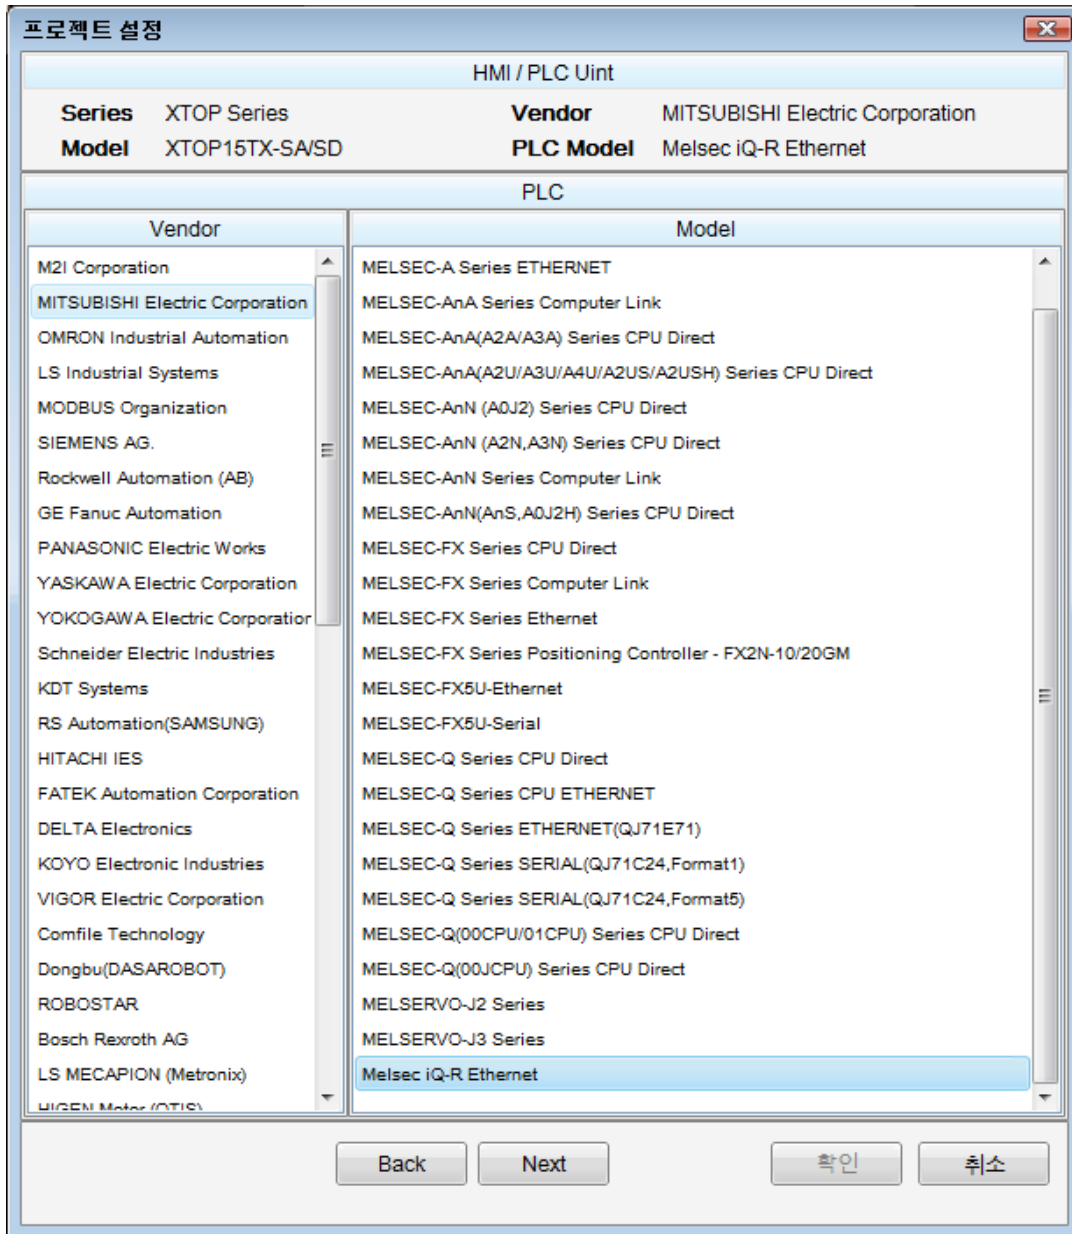 프로젝트 설정
HMI / PLC Uint
Series XTOP Series Vendor MITSUBISHI Electric Corporation
Model XTOP15TX-SA/SD PLC Model Melsec iQ-R Ethernet
PLC
Vendor
M2I Corporation
MITSUBISHI Electric Corporation
OMRON Industrial Automation
LS Industrial Systems
MODBUS Organization
SIEMENS AG.
Rockwell Automation (AB)
GE Fanuc Automation
PANASONIC Electric Works
YASKAWA Electric Corporation
YOKOGAWA Electric Corporation
Schneider Electric Industries
KDT Systems
RS Automation(SAMSUNG)
HITACHI IES
FATEK Automation Corporation
DELTA Electronics
KOYO Electronic Industries
VIGOR Electric Corporation
Comfile Technology
Dongbu(DASAROBOT)
ROBOSTAR
Bosch Rexroth AG
LS MECAPION (Metronix)
HIGEN Motor (OTIS)
Model
MELSEC-A Series ETHERNET
MELSEC-AnA Series Computer Link
MELSEC-AnA(A2A/A3A) Series CPU Direct
MELSEC-AnA(A2U/A3U/A4U/A2US/A2USH) Series CPU Direct
MELSEC-AnN (A0J2) Series CPU Direct
MELSEC-AnN (A2N,A3N) Series CPU Direct
MELSEC-AnN Series Computer Link
MELSEC-AnN(AnS,A0J2H) Series CPU Direct
MELSEC-FX Series CPU Direct
MELSEC-FX Series Computer Link
MELSEC-FX Series Ethernet
MELSEC-FX Series Positioning Controller - FX2N-10/20GM
MELSEC-FX5U-Ethernet
MELSEC-FX5U-Serial
MELSEC-Q Series CPU Direct
MELSEC-Q Series CPU ETHERNET
MELSEC-Q Series ETHERNET(QJ71E71)
MELSEC-Q Series SERIAL(QJ71C24,Format1)
MELSEC-Q Series SERIAL(QJ71C24,Format5)
MELSEC-Q(00CPU/01CPU) Series CPU Direct
MELSEC-Q(00JCPU) Series CPU Direct
MELSERVO-J2 Series
MELSERVO-J3 Series
Melsec iQ-R Ethernet
Back Next 확인 취소